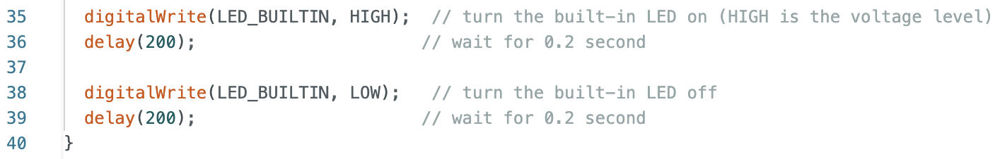 35 digitalWrite(LED_BUILTIN, HIGH);  // turn the built-in LED on (HIGH is the voltage level)
36 delay(200);                      // wait for 0.2 second
37
38 digitalWrite(LED_BUILTIN, LOW);   // turn the built-in LED off
39 delay(200);                      // wait for 0.2 second
40 }